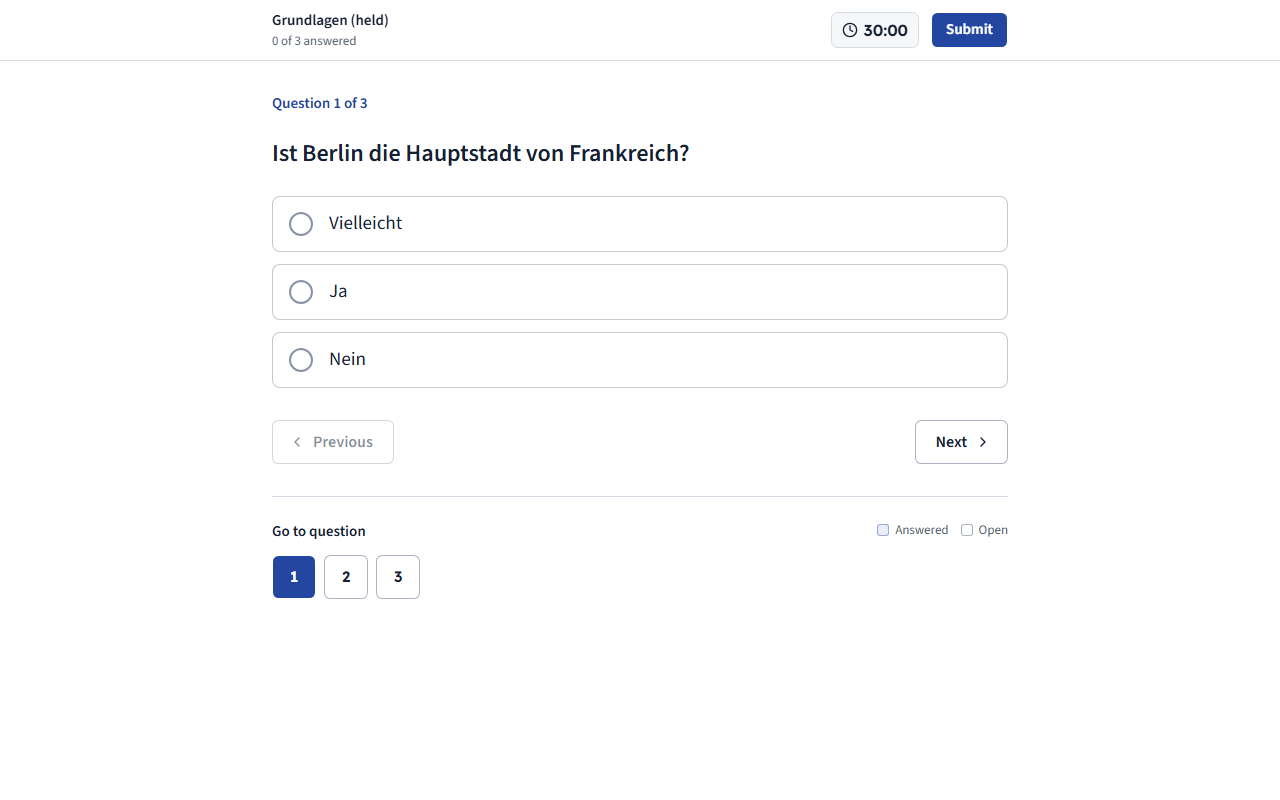 Grundlagen (held)
0 of 3 answered
30:00
Submit
Question 1 of 3
Ist Berlin die Hauptstadt von Frankreich?
Vielleicht
Ja
Nein
Previous
Next
Go to question
Answered
Open
1
2
3